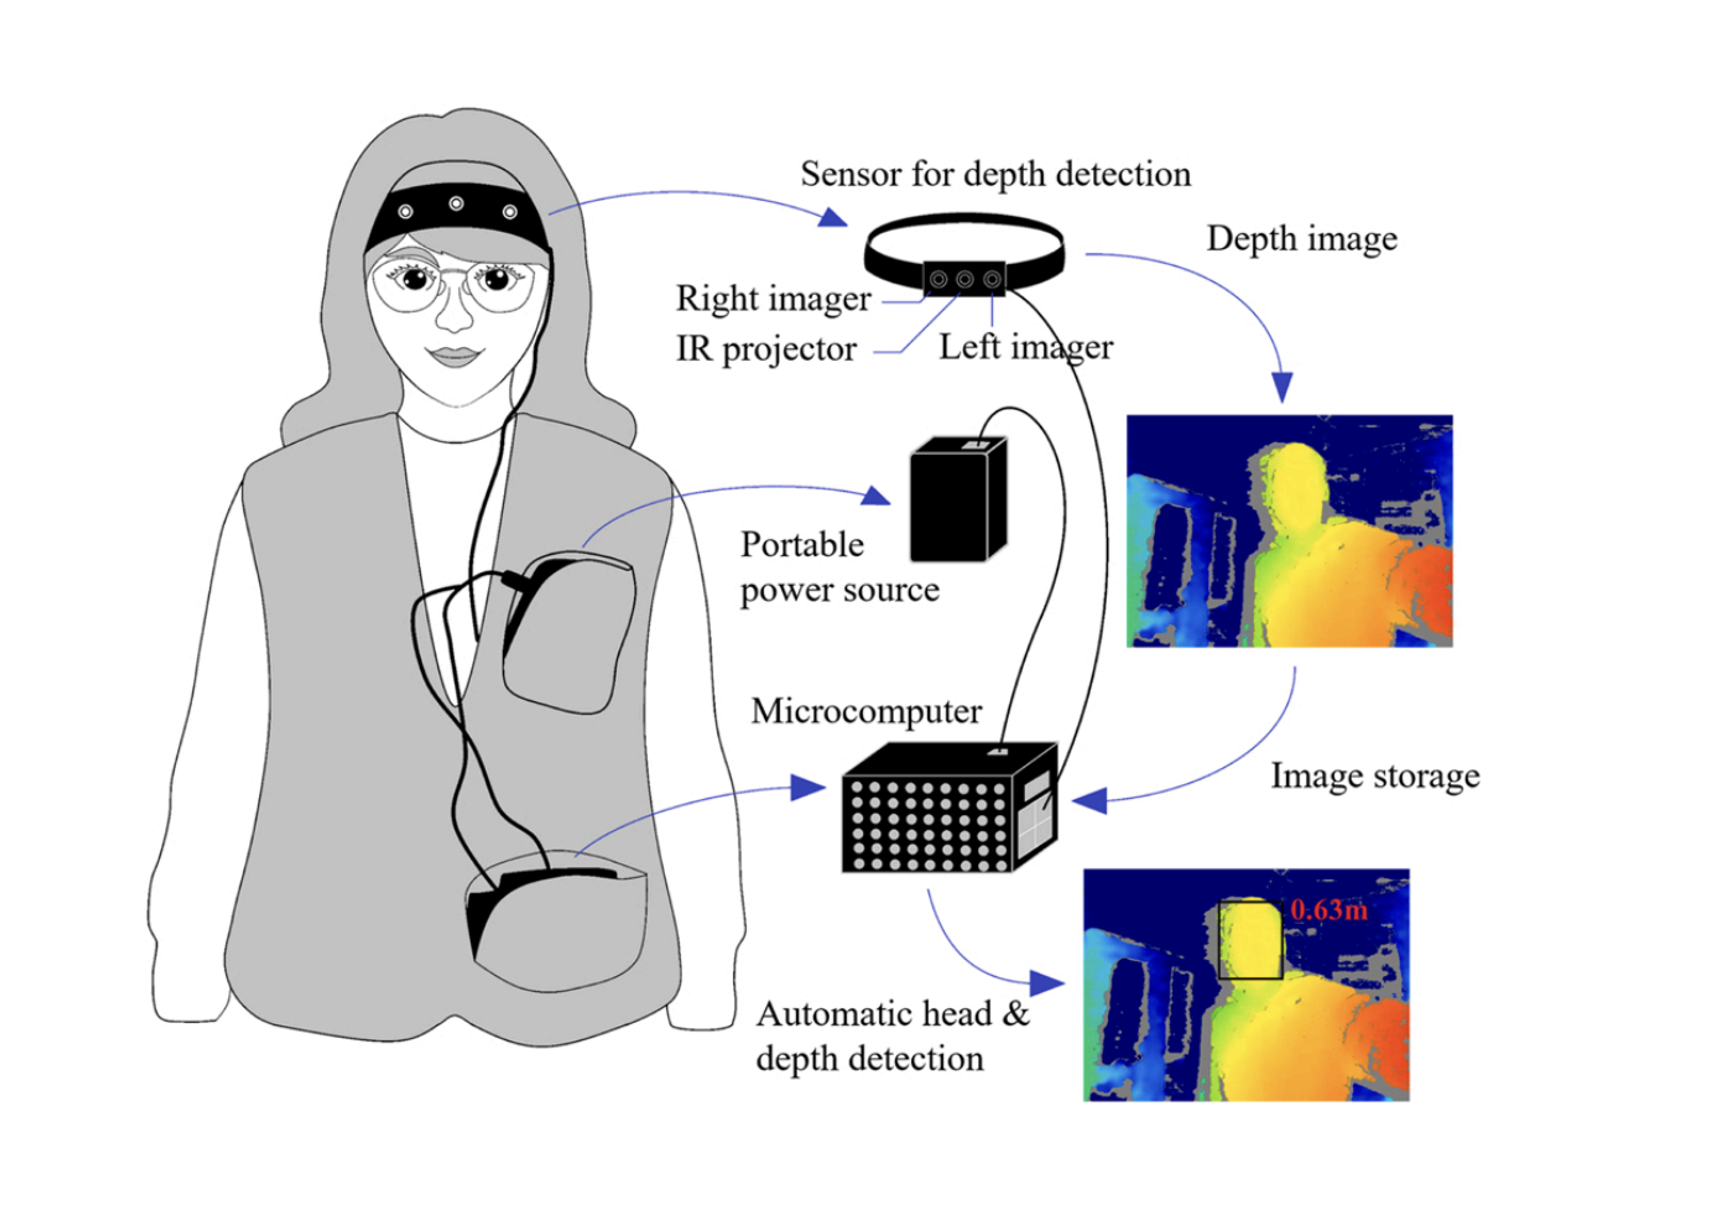 Sensor for depth detection
Depth image
Right imager
IR projector
Left imager
Portable
power source
Microcomputer
Image storage
0.63m
Automatic head &
depth detection